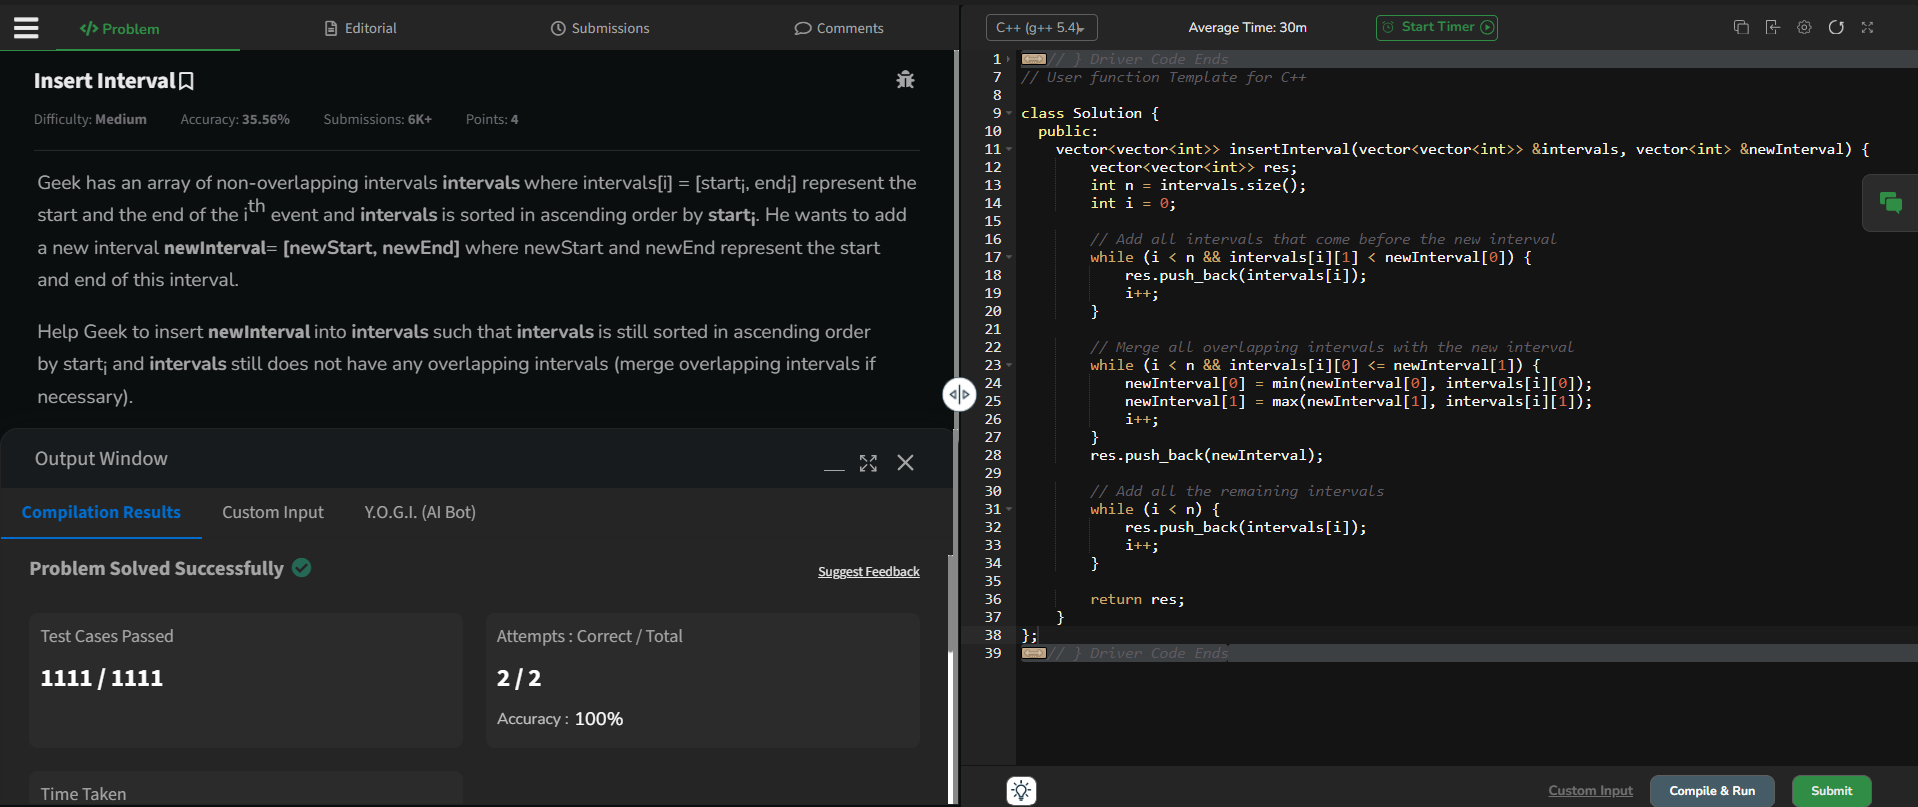 </> Problem
Editorial
Submissions
Comments
Insert Interval
Difficulty: Medium Accuracy: 35.56% Submissions: 6K+ Points: 4
Geek has an array of non-overlapping intervals intervals where intervals[i] = [starti, endi] represent the
start and the end of the ith event and intervals is sorted in ascending order by starti. He wants to add
a new interval newInterval= [newStart, newEnd] where newStart and newEnd represent the start
and end of this interval.
Help Geek to insert newInterval into intervals such that intervals is still sorted in ascending order
by starti and intervals still does not have any overlapping intervals (merge overlapping intervals if
necessary).
Output Window
Compilation Results Custom Input Y.O.G.I. (AI Bot)
Problem Solved Successfully
Suggest Feedback
Test Cases Passed
1111 / 1111
Attempts : Correct / Total
2 / 2
Accuracy : 100%
Time Taken
C++ (g++ 5.4)
Average Time: 30m
Start Timer
1 // } Driver Code Ends
7 // User function Template for C++
8
9 class Solution {
10 public:
11 vector<vector<int>> insertInterval(vector<vector<int>> &intervals, vector<int> &newInterval) {
12 vector<vector<int>> res;
13 int n = intervals.size();
14 int i = 0;
15
16 // Add all intervals that come before the new interval
17 while (i < n && intervals[i][1] < newInterval[0]) {
18 res.push_back(intervals[i]);
19 i++;
20 }
21
22 // Merge all overlapping intervals with the new interval
23 while (i < n && intervals[i][0] <= newInterval[1]) {
24 newInterval[0] = min(newInterval[0], intervals[i][0]);
25 newInterval[1] = max(newInterval[1], intervals[i][1]);
26 i++;
27 }
28 res.push_back(newInterval);
29
30 // Add all the remaining intervals
31 while (i < n) {
32 res.push_back(intervals[i]);
33 i++;
34 }
35
36 return res;
37 }
38 };
39 // } Driver Code Ends
Custom Input
Compile & Run
Submit